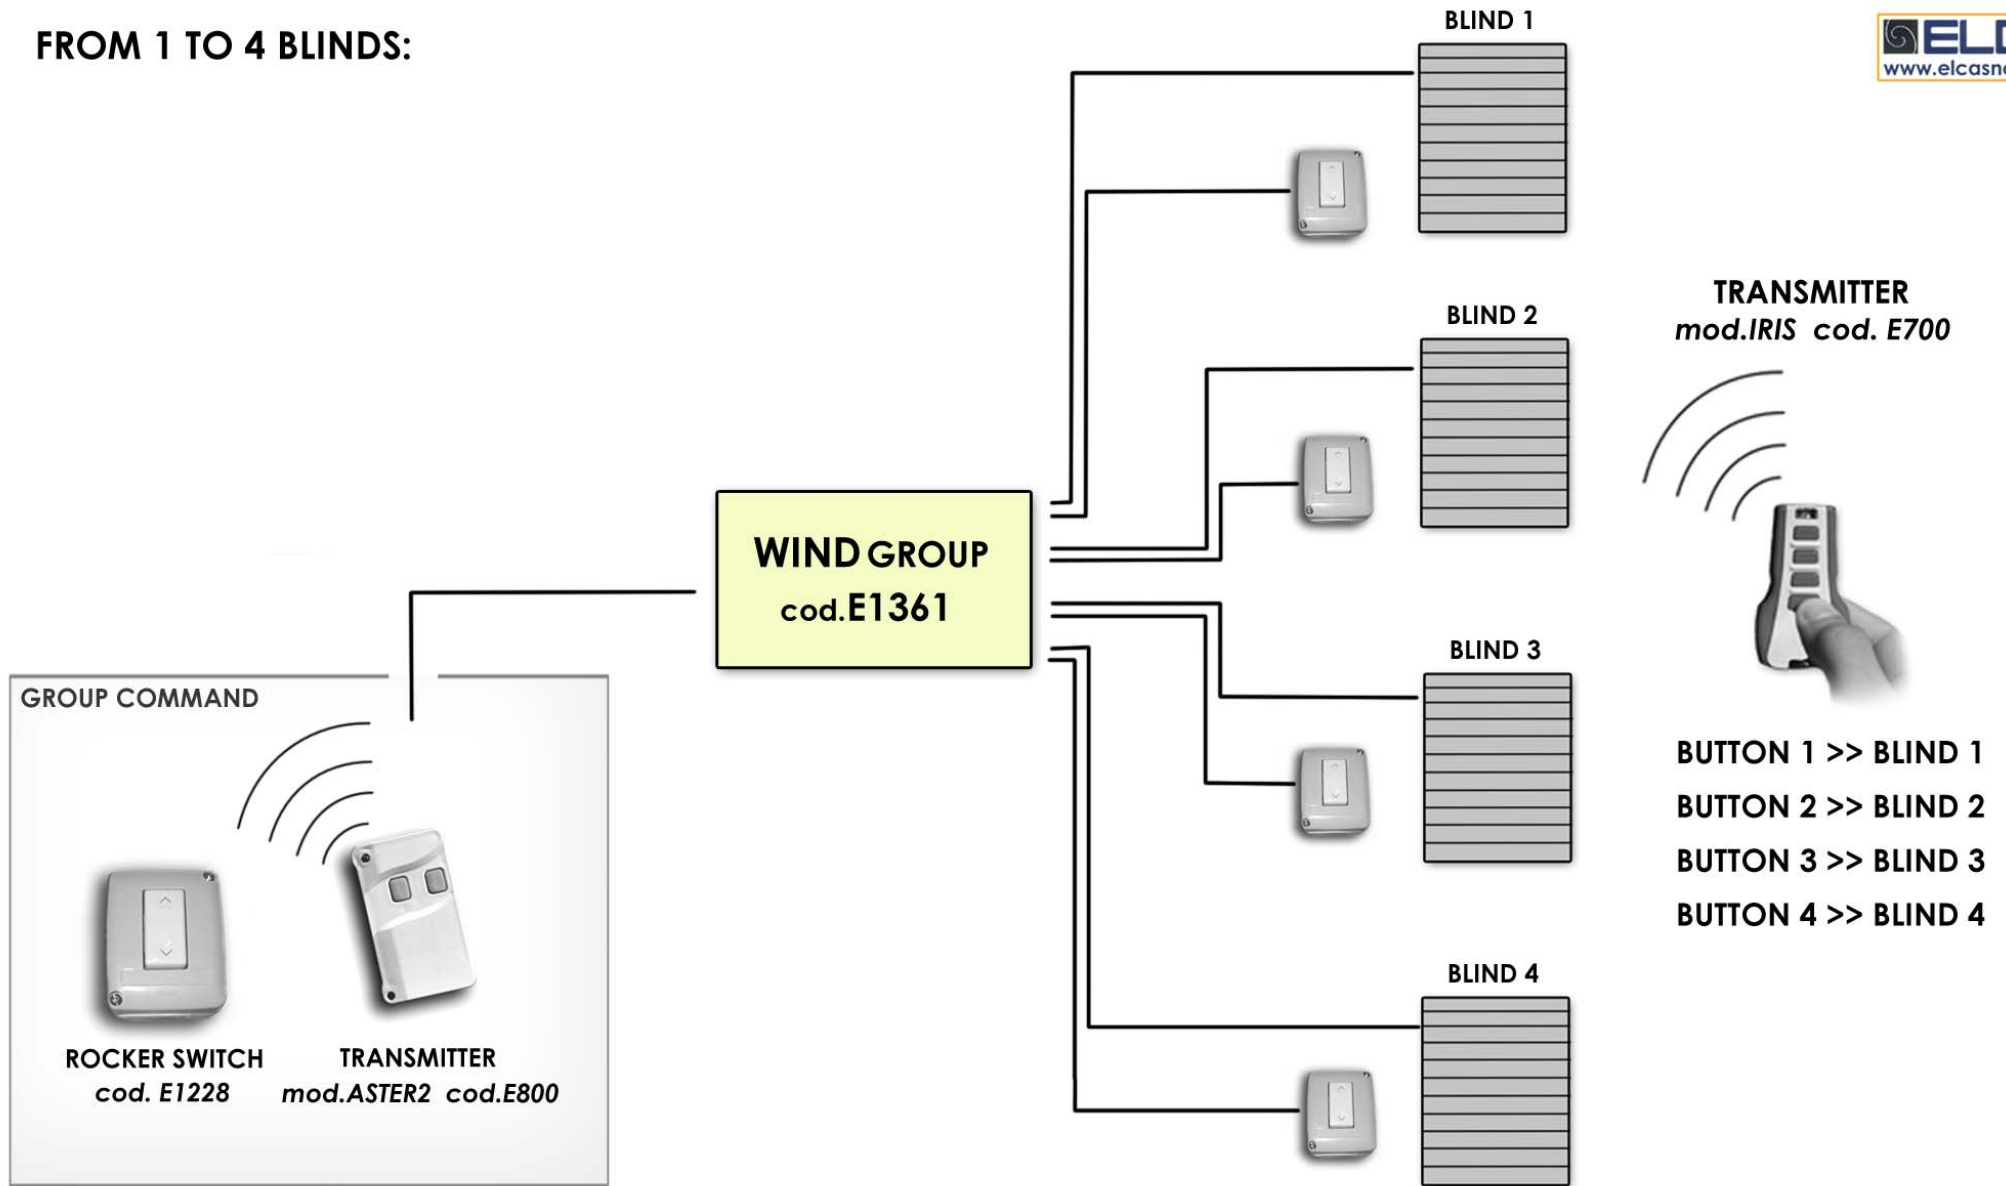 FROM 1 TO 4 BLINDS:
BLIND 1
BLIND 2
TRANSMITTER
mod.IRIS cod. E700
WIND GROUP
cod.E1361
BLIND 3
GROUP COMMAND
BUTTON 1 >> BLIND 1
BUTTON 2 >> BLIND 2
BUTTON 3 >> BLIND 3
BUTTON 4 >> BLIND 4
BLIND 4
ROCKER SWITCH
cod. E1228
TRANSMITTER
mod.ASTER2 cod.E800